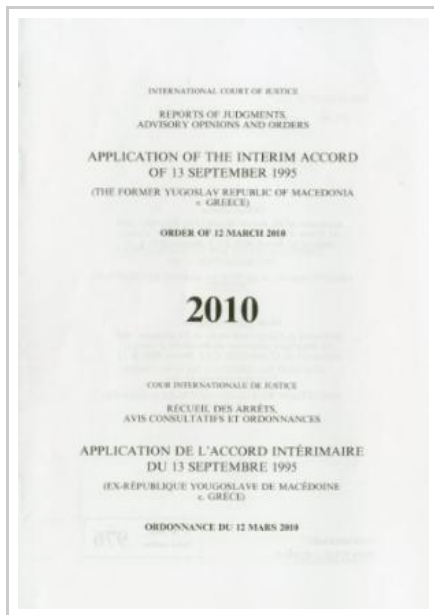 INTERNATIONAL COURT OF JUSTICE
REPORTS OF JUDGMENTS,
ADVISORY OPINIONS AND ORDERS
APPLICATION OF THE INTERIM ACCORD
OF 13 SEPTEMBER 1995
(THE FORMER YUGOSLAV REPUBLIC OF MACEDONIA
v. GREECE)
ORDER OF 12 MARCH 2010
2010
COUR INTERNATIONALE DE JUSTICE
RECUEIL DES ARRÊTS,
AVIS CONSULTATIFS ET ORDONNANCES
APPLICATION DE L'ACCORD INTÉRIMAIRE
DU 13 SEPTEMBRE 1995
(EX-RÉPUBLIQUE YOUGOSLAVE DE MACÉDOINE
c. GRÈCE)
ORDONNANCE DU 12 MARS 2010